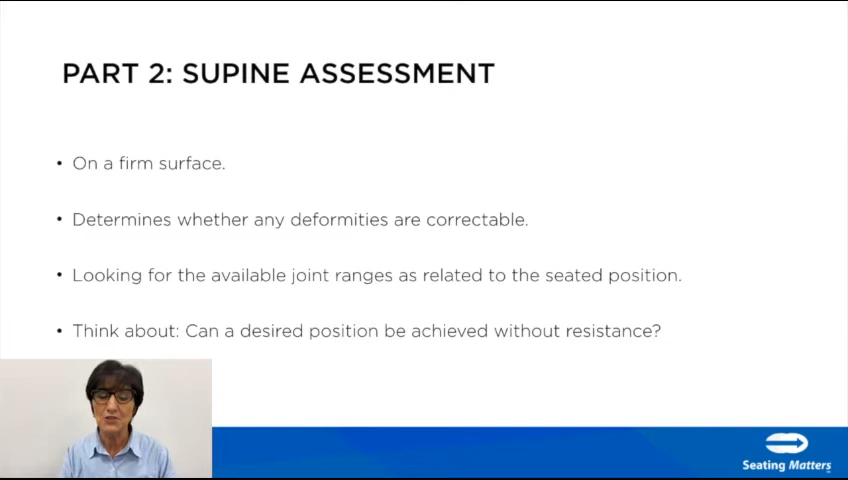 PART 2: SUPINE ASSESSMENT
• On a firm surface.
• Determines whether any deformities are correctable.
• Looking for the available joint ranges as related to the seated position.
• Think about: Can a desired position be achieved without resistance?
Seating Matters